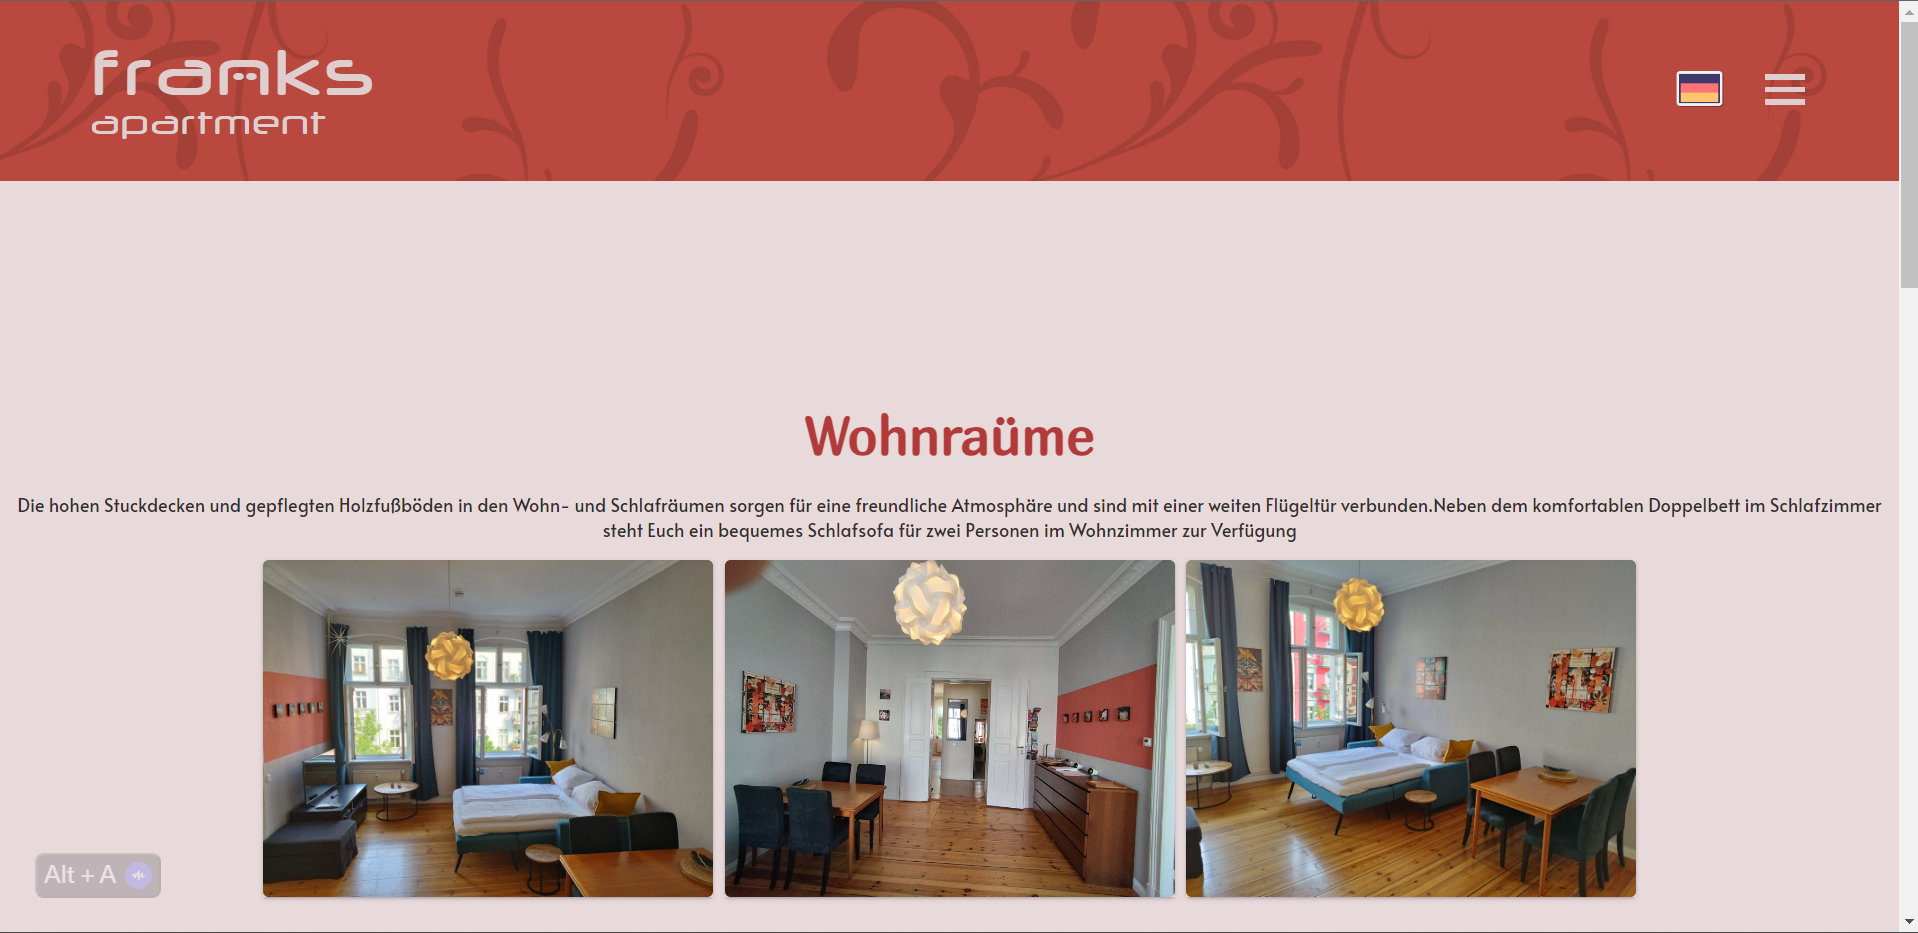 franks
apartment
Wohnraüme
Die hohen Stuckdecken und gepflegten Holzfußböden in den Wohn- und Schlafräumen sorgen für eine freundliche Atmosphäre und sind mit einer weiten Flügeltür verbunden.Neben dem komfortablen Doppelbett im Schlafzimmer
steht Euch ein bequemes Schlafsofa für zwei Personen im Wohnzimmer zur Verfügung
Alt + A